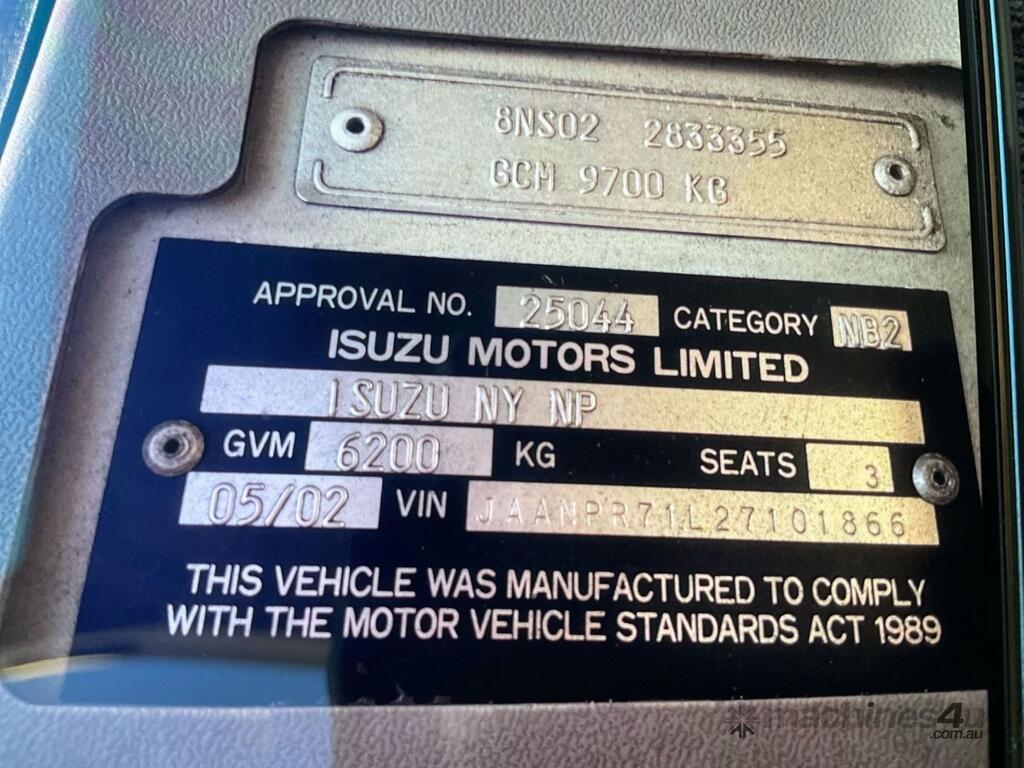 8NS02 2833355
GCM 9700 KG
APPROVAL NO. 25044 CATEGORY NB2
ISUZU MOTORS LIMITED
ISUZU NY NP
GVM 6200 KG SEATS 3
05/02 VIN JAANPR71L27101866
THIS VEHICLE WAS MANUFACTURED TO COMPLY
WITH THE MOTOR VEHICLE STANDARDS ACT 1989
machines4u
.com.au